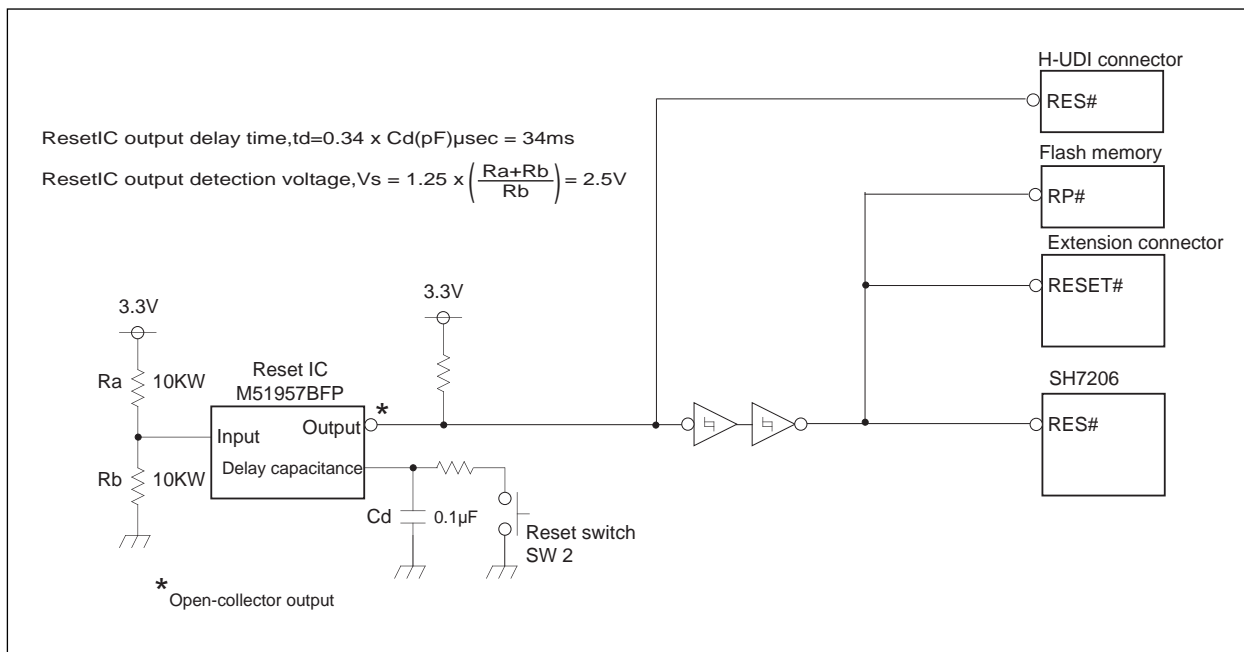 H-UDI connector
RES#
ResetIC output delay time,td=0.34 x Cd(pF)μsec = 34ms
Flash memory
ResetIC output detection voltage,Vs = 1.25 x (Ra+Rb/Rb) = 2.5V
RP#
Extension connector
RESET#
3.3V
3.3V
Reset IC
M51957BFP
Ra 10KW
*
SH7206
Input
Output
RES#
Delay capacitance
Rb 10KW
Cd 0.1μF
Reset switch
SW 2
*Open-collector output